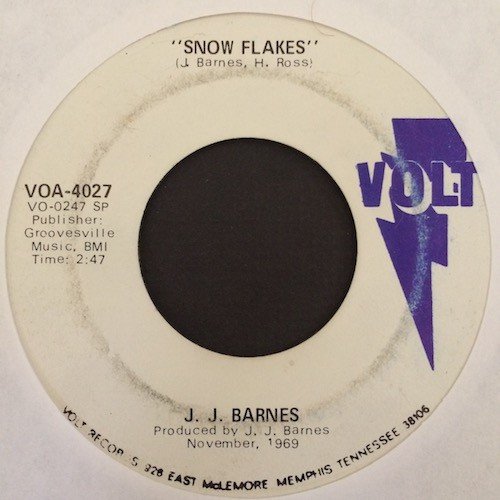 "SNOW FLAKES"
(J. Barnes, H. Ross)
VOLT
VOA-4027
VO-0247 SP
Publisher:
Groovesville
Music, BMI
Time: 2:47
J. J. BARNES
Produced by J. J. Barnes
November, 1969
VOLT RECORDS 926 EAST McLEMORE MEMPHIS TENNESSEE 38106